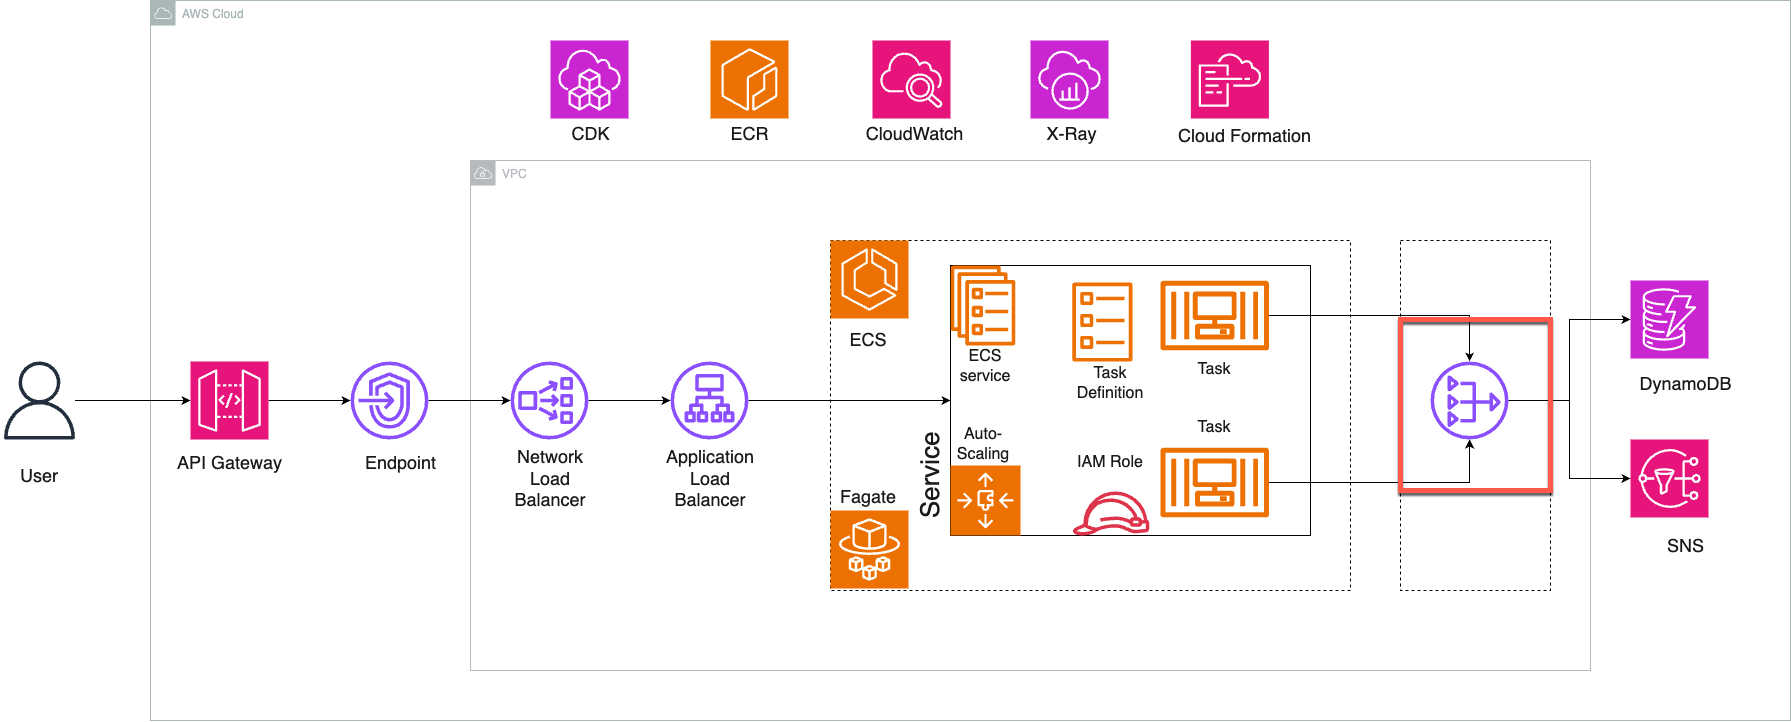 AWS Cloud
CDK
ECR
CloudWatch
X-Ray
Cloud Formation
VPC
ECS
ECS
service
Task
Definition
Task
Task
Auto-
Scaling
IAM Role
Service
Fagate
User
API Gateway
Endpoint
Network
Load
Balancer
Application
Load
Balancer
DynamoDB
SNS